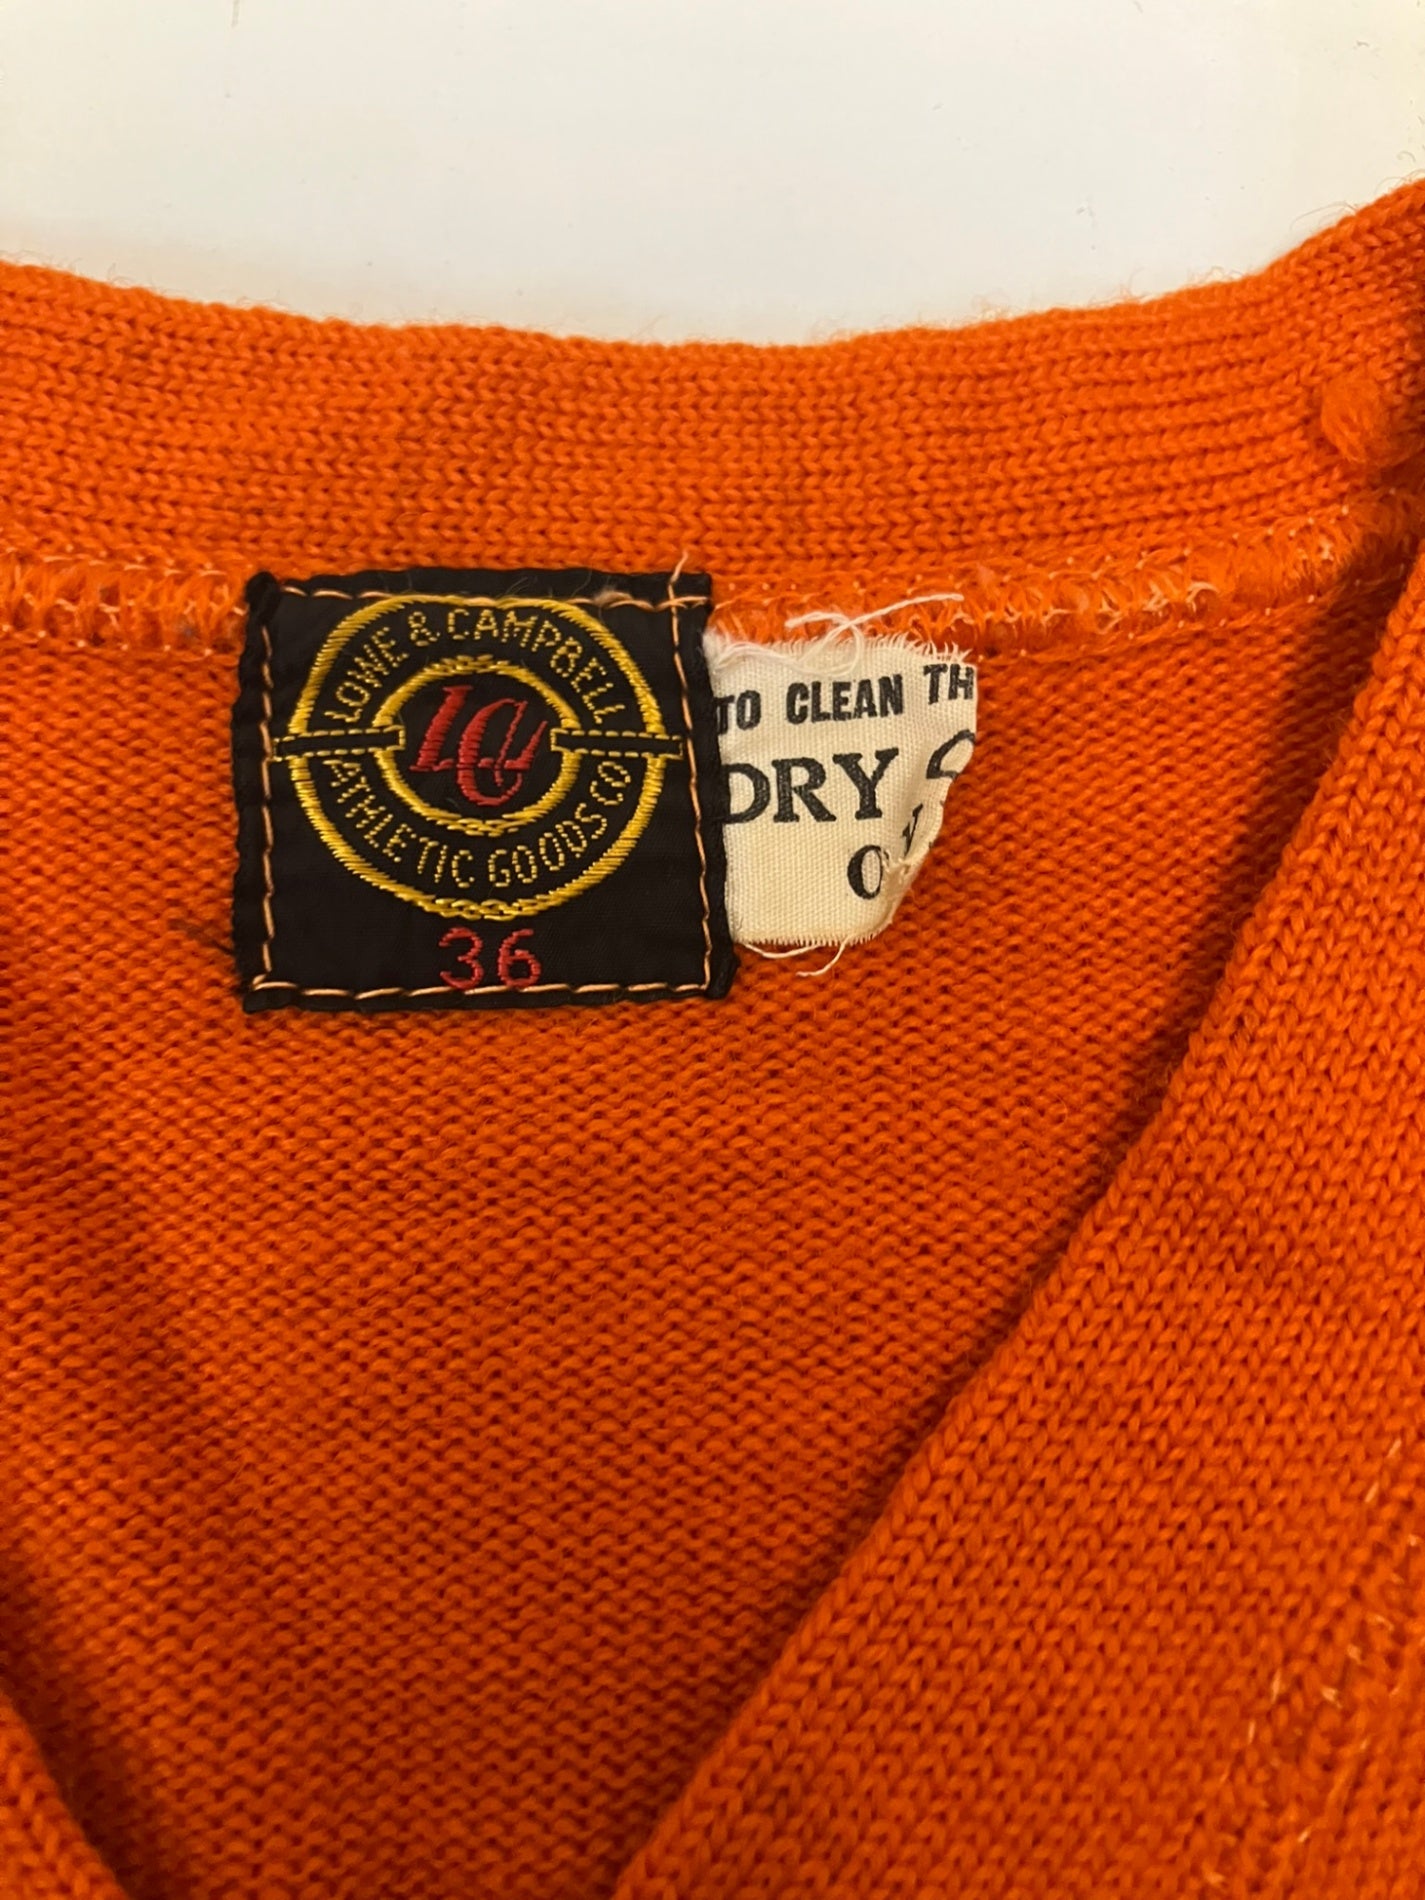 LOWE & CAMPBELL
LC
ATHLETIC GOODS CO
36
TO CLEAN TH
DRY